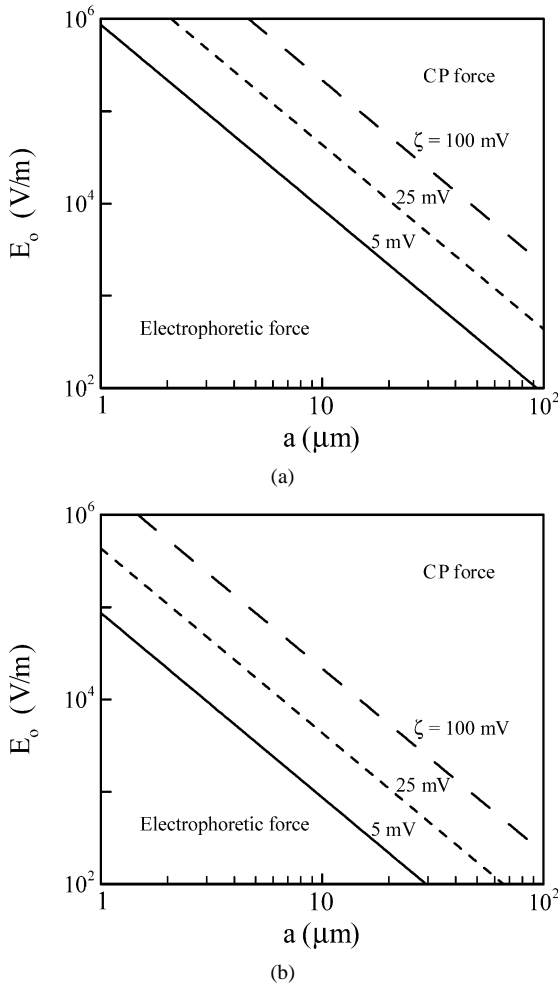 10^6
CP force
ζ = 100 mV
E_o (V/m)
10^4
25 mV
5 mV
Electrophoretic force
10^2
1
10
10^2
a (μm)
(a)
10^6
CP force
E_o (V/m)
10^4
ζ = 100 mV
25 mV
Electrophoretic force
5 mV
10^2
1
10
10^2
a (μm)
(b)